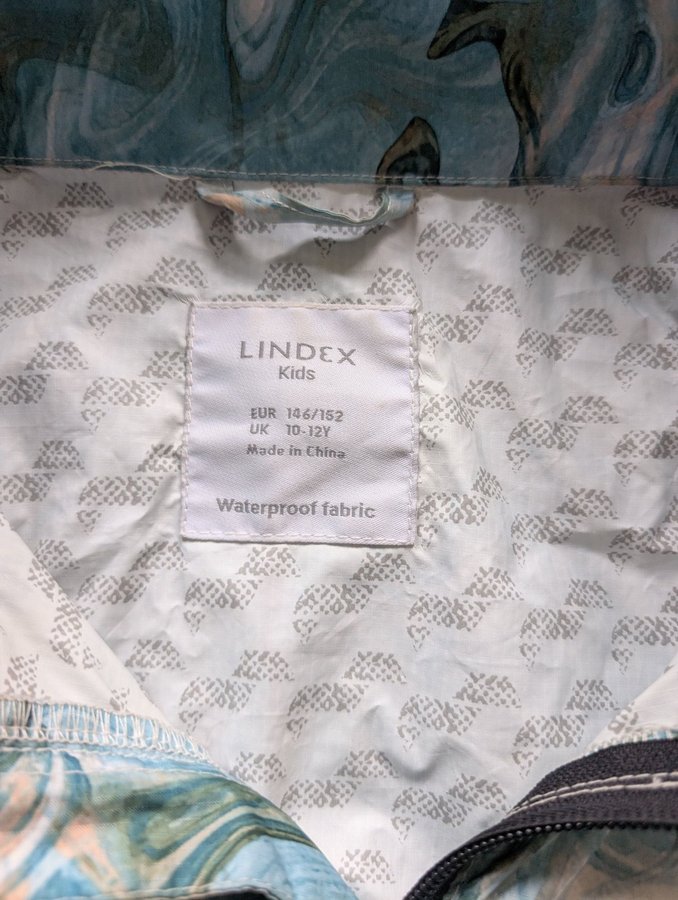 LINDEX
Kids
EUR 146/152
UK 10-12Y
Made in China
Waterproof fabric